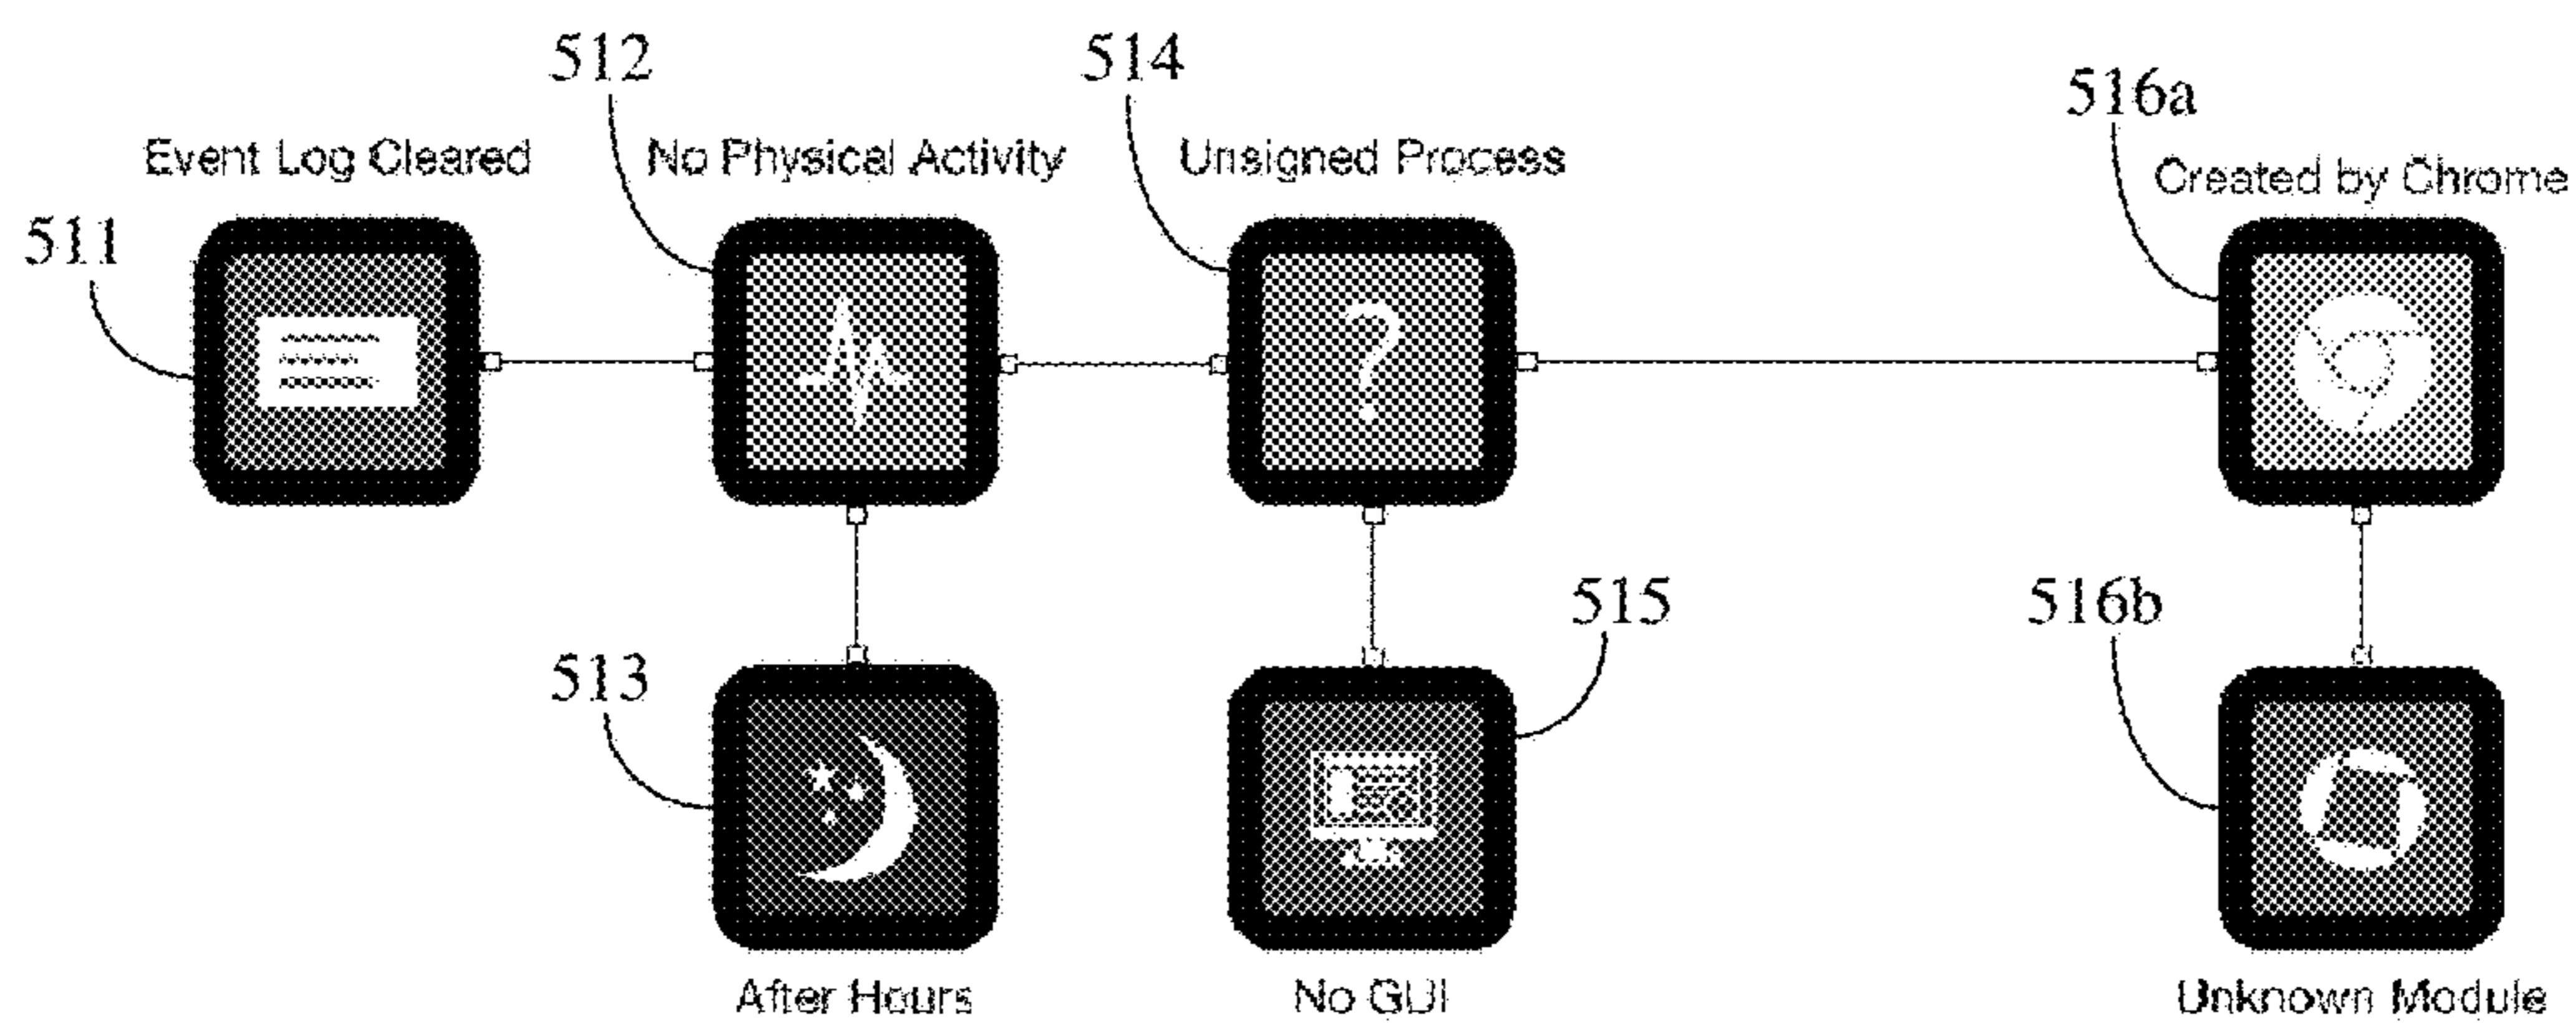 512
514
516a
Event Log Cleared
No Physical Activity
Unsigned Process
Created by Chrome
511
?
513
515
516b
After Hours
No GUI
Unknown Module